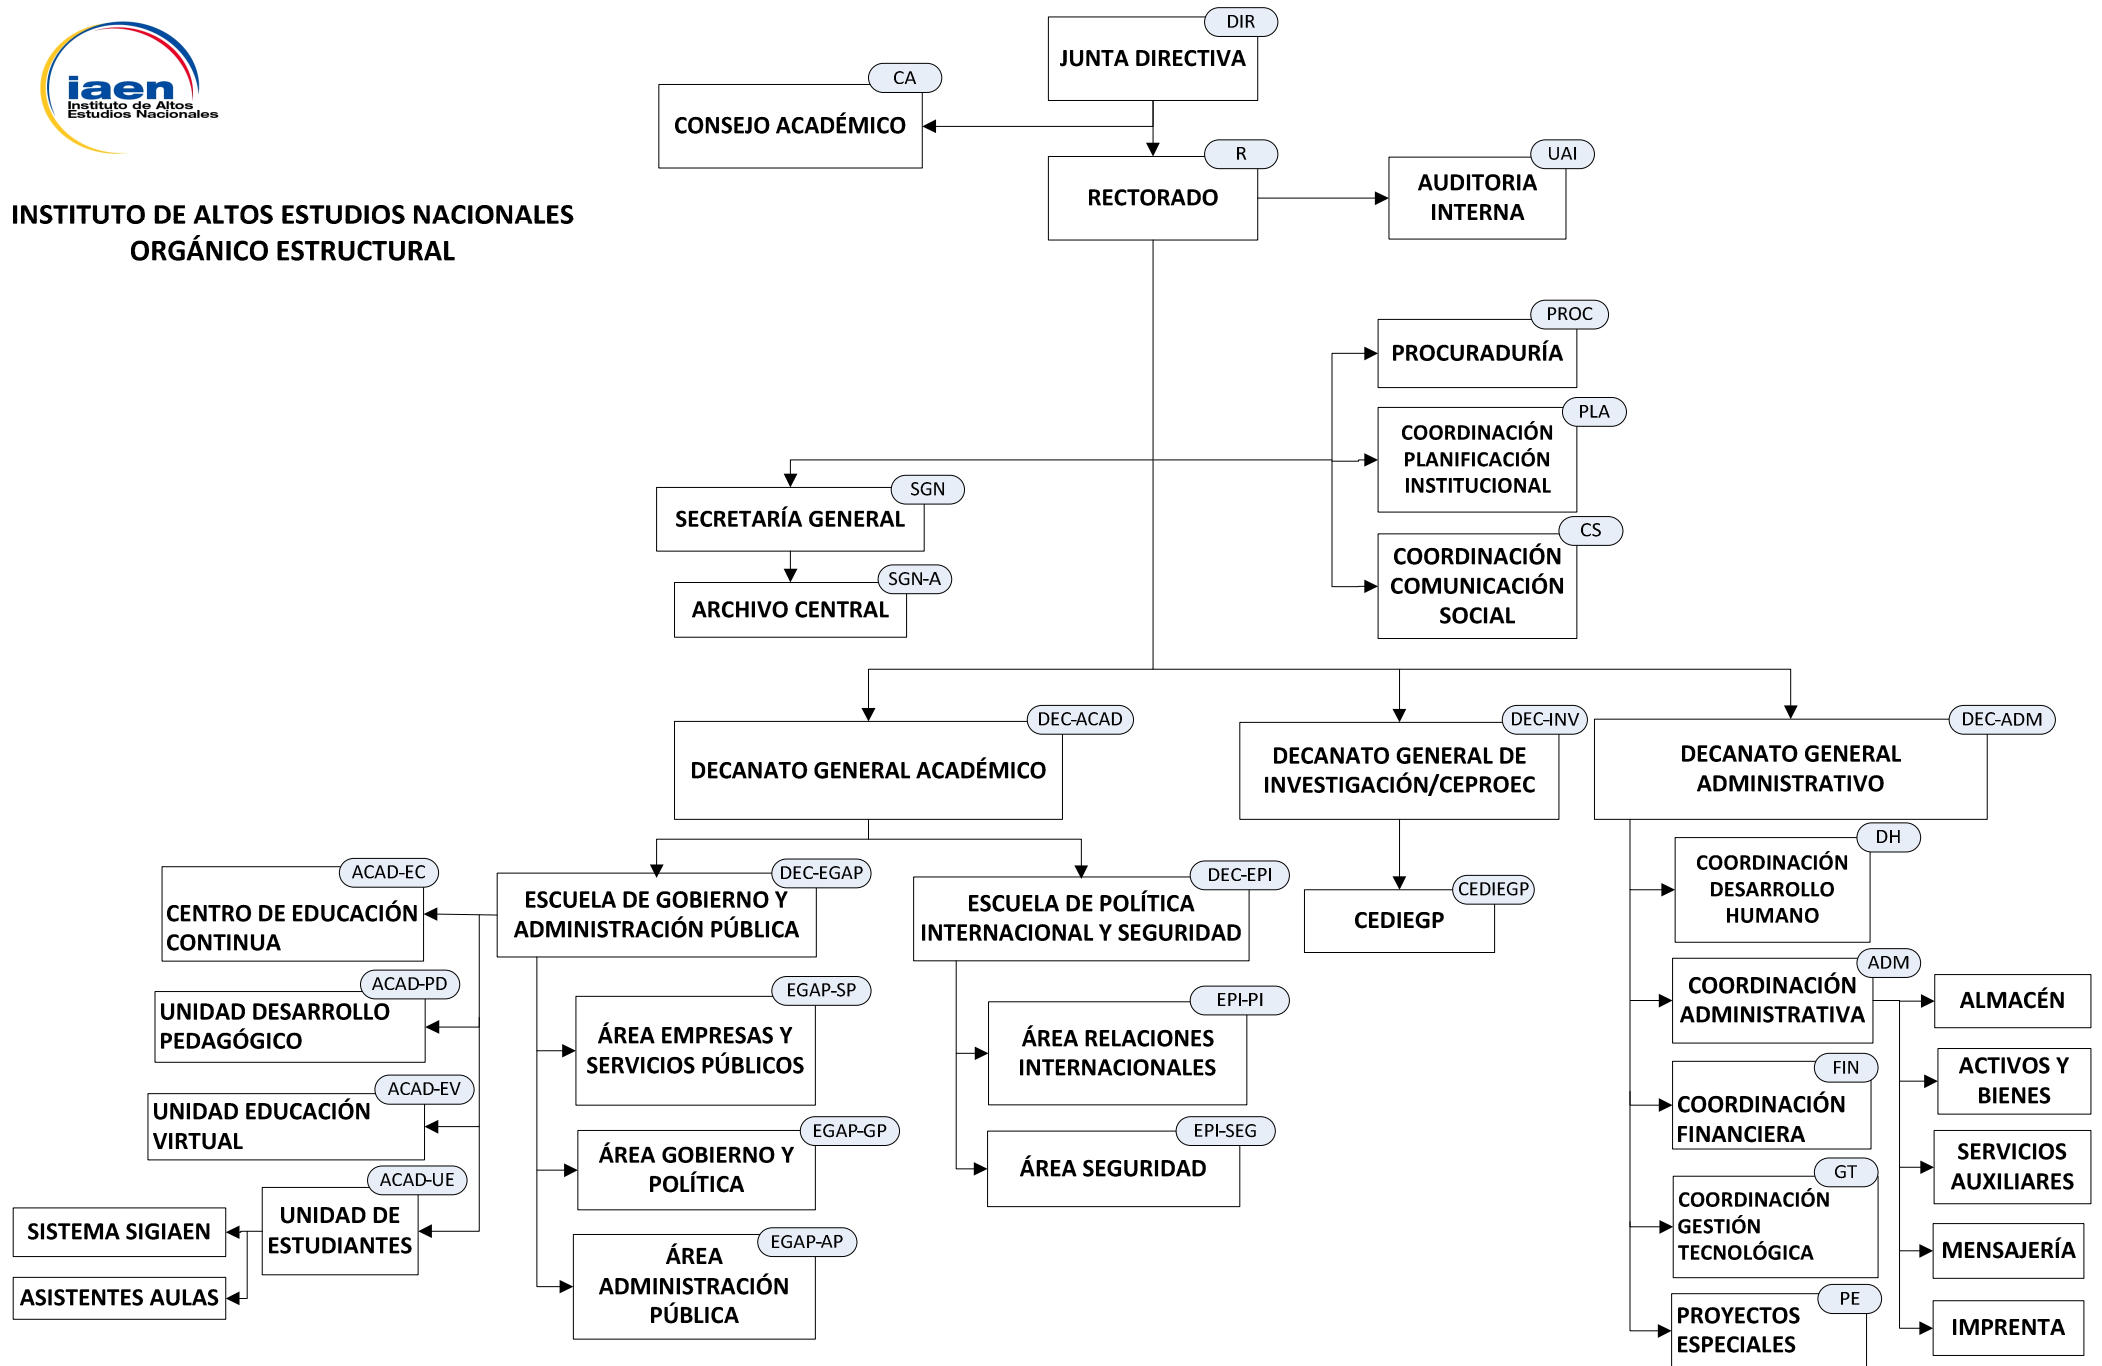 iaen
Instituto de Altos
Estudios Nacionales
INSTITUTO DE ALTOS ESTUDIOS NACIONALES
ORGÁNICO ESTRUCTURAL
DIR
JUNTA DIRECTIVA
CA
CONSEJO ACADÉMICO
R
RECTORADO
UAI
AUDITORIA
INTERNA
PROC
PROCURADURÍA
PLA
COORDINACIÓN
PLANIFICACIÓN
INSTITUCIONAL
CS
COORDINACIÓN
COMUNICACIÓN
SOCIAL
SGN
SECRETARÍA GENERAL
SGN-A
ARCHIVO CENTRAL
DEC-ACAD
DECANATO GENERAL ACADÉMICO
DEC-INV
DECANATO GENERAL DE
INVESTIGACIÓN/CEPROEC
DEC-ADM
DECANATO GENERAL
ADMINISTRATIVO
ACAD-EC
CENTRO DE EDUCACIÓN
CONTINUA
ACAD-PD
UNIDAD DESARROLLO
PEDAGÓGICO
ACAD-EV
UNIDAD EDUCACIÓN
VIRTUAL
ACAD-UE
UNIDAD DE
ESTUDIANTES
SISTEMA SIGIAEN
ASISTENTES AULAS
DEC-EGAP
ESCUELA DE GOBIERNO Y
ADMINISTRACIÓN PÚBLICA
EGAP-SP
ÁREA EMPRESAS Y
SERVICIOS PÚBLICOS
EGAP-GP
ÁREA GOBIERNO Y
POLÍTICA
EGAP-AP
ÁREA
ADMINISTRACIÓN
PÚBLICA
DEC-EPI
ESCUELA DE POLÍTICA
INTERNACIONAL Y SEGURIDAD
EPI-PI
ÁREA RELACIONES
INTERNACIONALES
EPI-SEG
ÁREA SEGURIDAD
CEDIEGP
CEDIEGP
DH
COORDINACIÓN
DESARROLLO
HUMANO
ADM
COORDINACIÓN
ADMINISTRATIVA
FIN
COORDINACIÓN
FINANCIERA
GT
COORDINACIÓN
GESTIÓN
TECNOLÓGICA
PE
PROYECTOS
ESPECIALES
ALMACÉN
ACTIVOS Y
BIENES
SERVICIOS
AUXILIARES
MENSAJERÍA
IMPRENTA